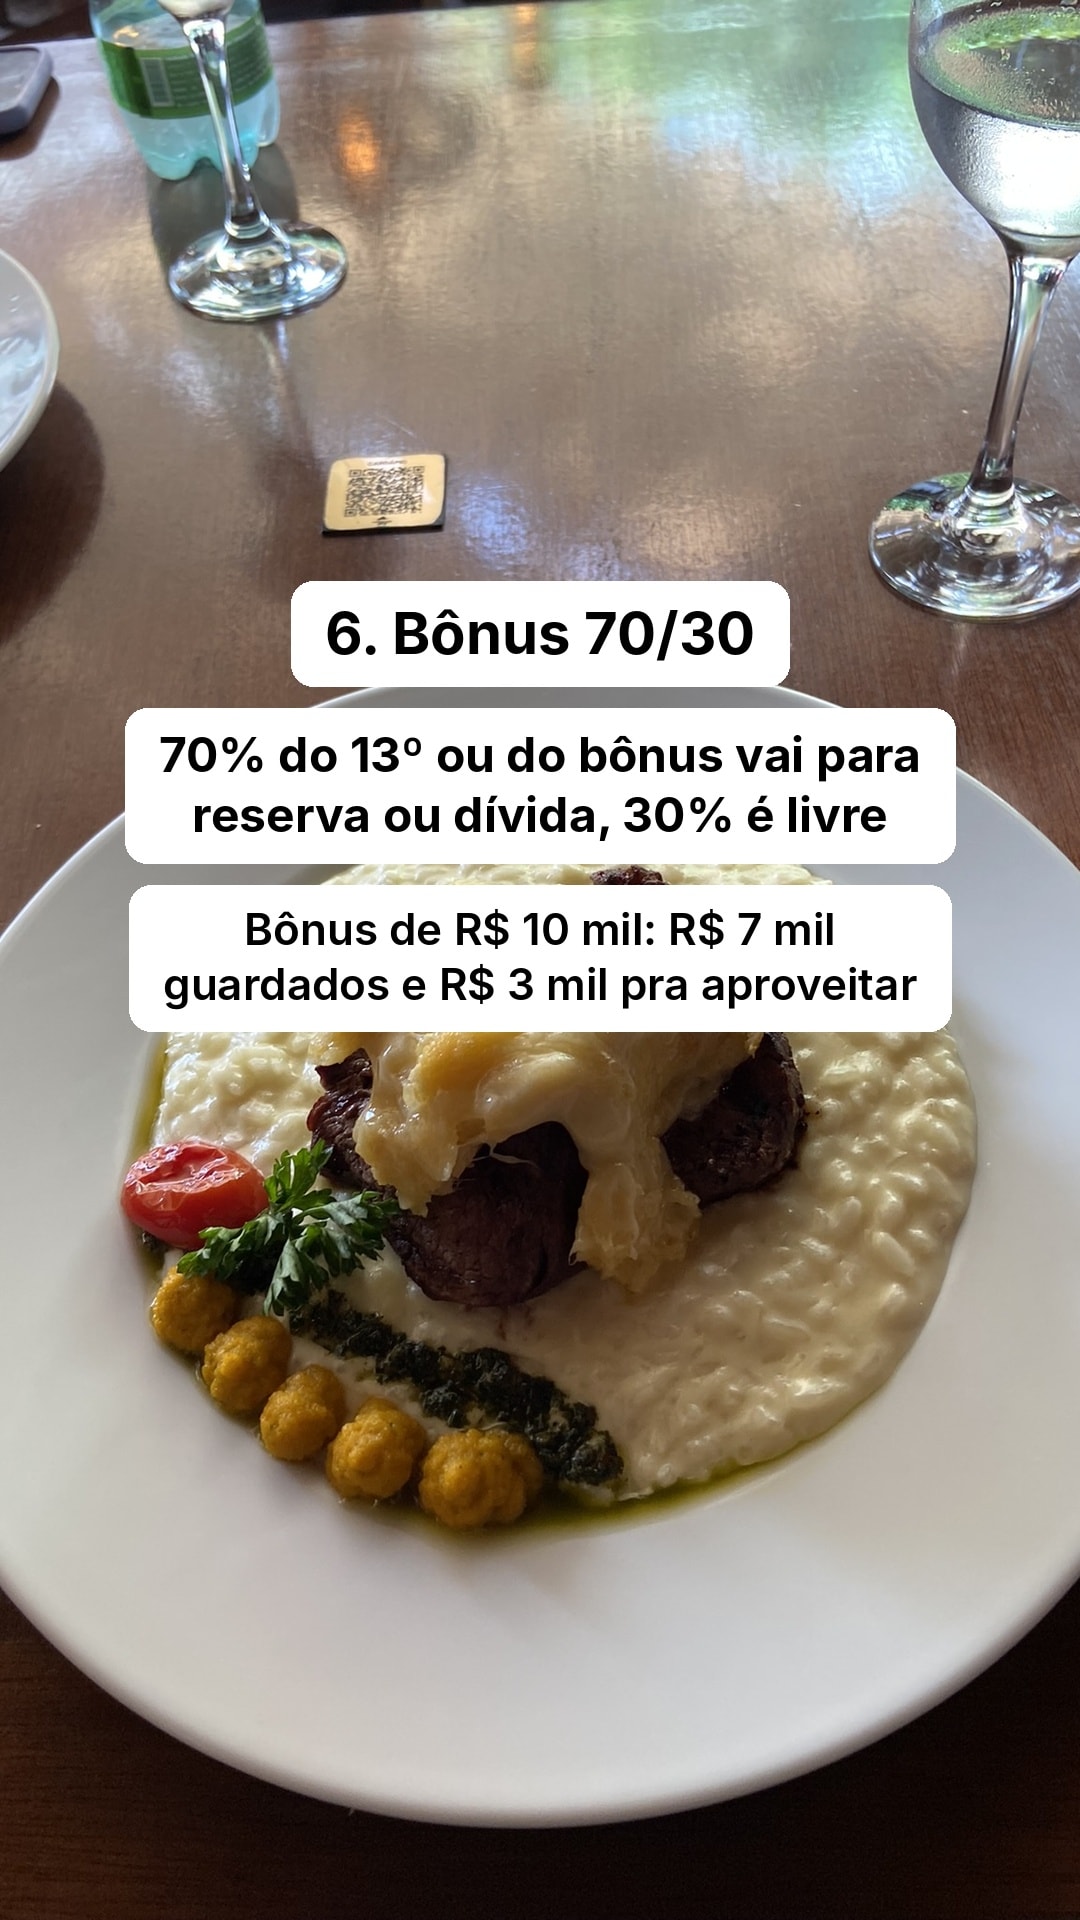 6. Bônus 70/30
70% do 13º ou do bônus vai para
reserva ou dívida, 30% é livre
Bônus de R$ 10 mil: R$ 7 mil
guardados e R$ 3 mil pra aproveitar